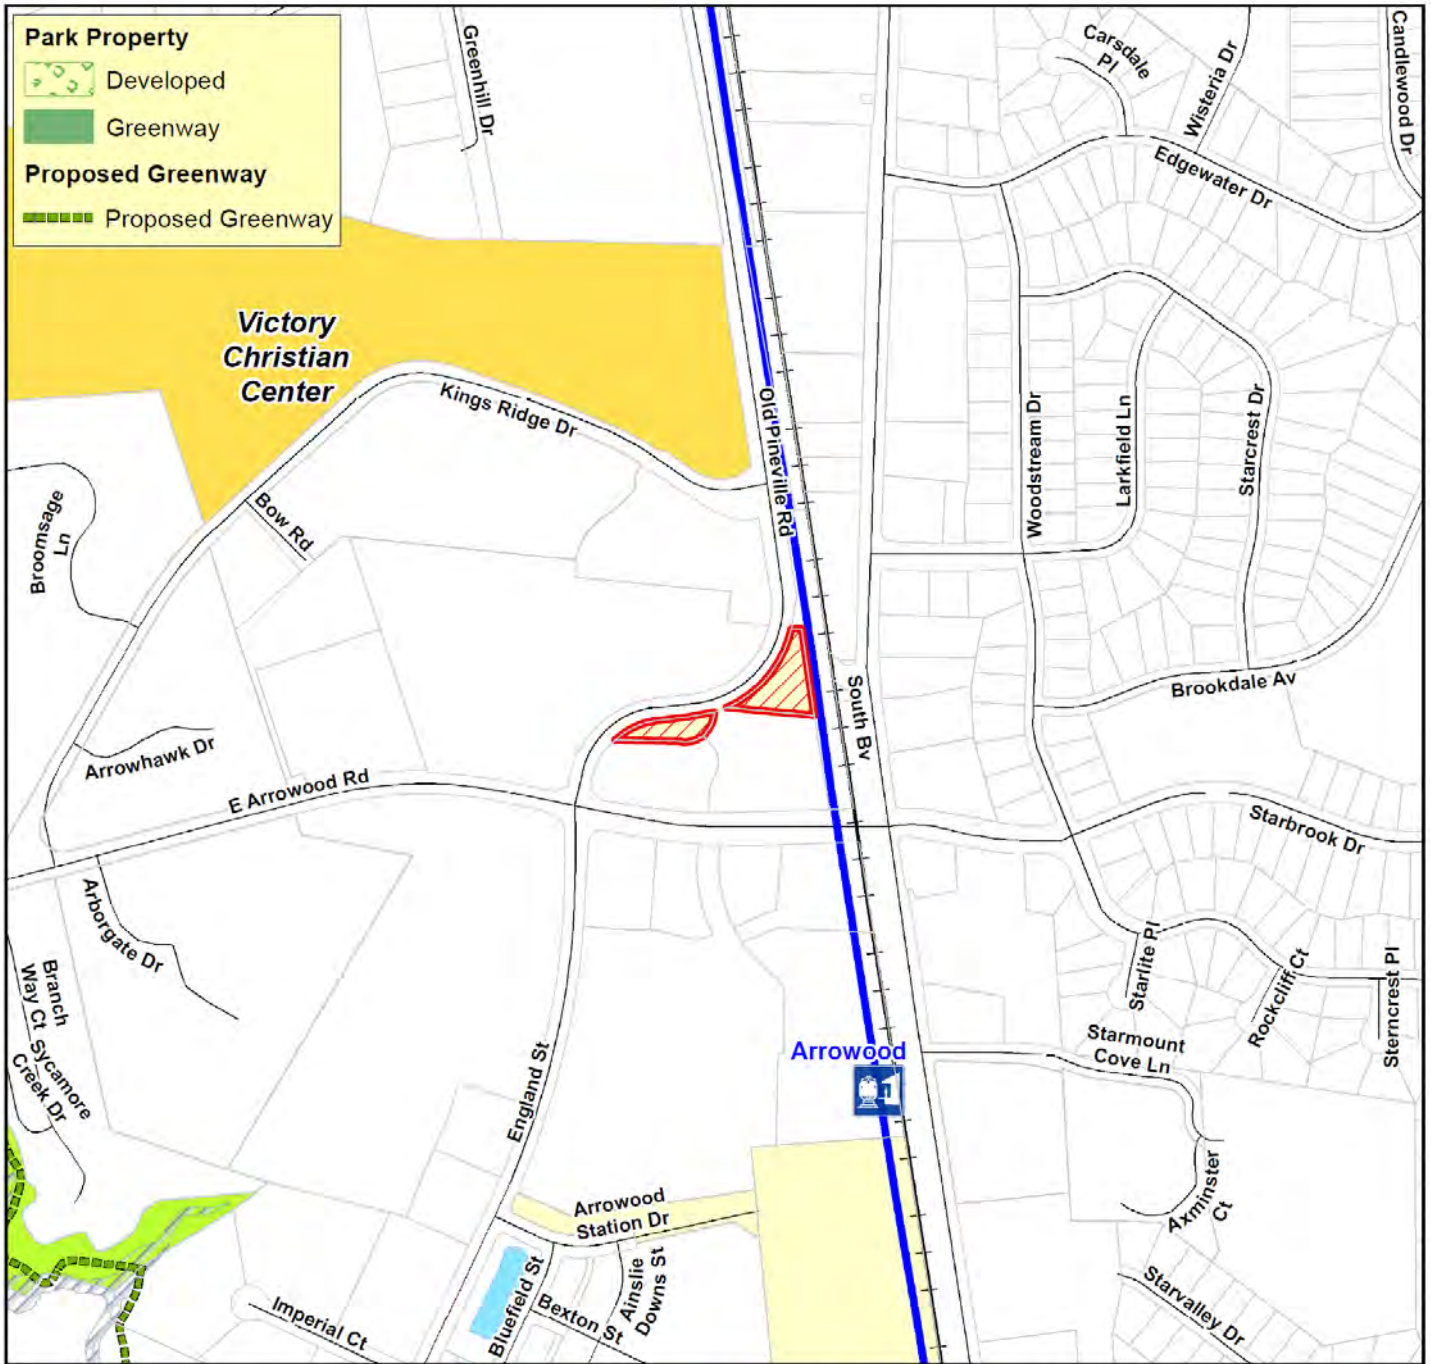 Park Property
Developed
Greenway
Proposed Greenway
Proposed Greenway
Greenhill Dr
Carsdale
Pl
Wisteria Dr
Candlewood Dr
Edgewater Dr
Victory
Christian
Center
Kings Ridge Dr
Old Pineville Rd
Woodstream Dr
Larkfield Ln
Starcrest Dr
Broomsage
Ln
Bow Rd
Brookdale Av
South Bv
Arrowhawk Dr
E Arrowood Rd
Starbrook Dr
Arborgate Dr
Starlite Pl
Rockcliff Ct
Sterncrest Pl
Branch
Way Ct
Sycamore
Creek Dr
England St
Arrowood
Starmount
Cove Ln
Axminster
Ct
Arrowood
Station Dr
Bluefield St
Ainslie
Downs St
Bexton St
Imperial Ct
Starvalley Dr